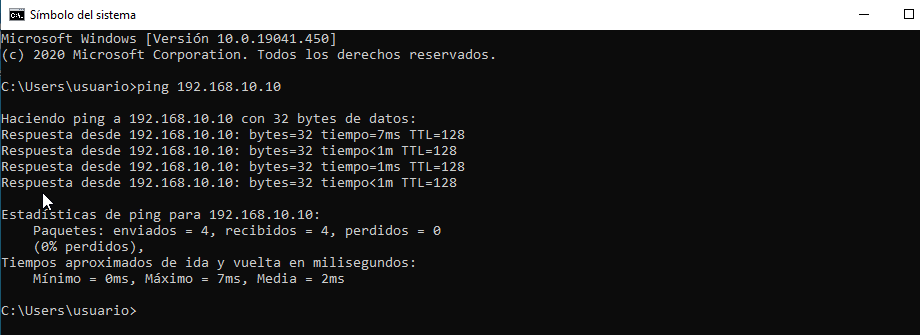 Símbolo del sistema
Microsoft Windows [Versión 10.0.19041.450]
(c) 2020 Microsoft Corporation. Todos los derechos reservados.
C:\Users\usuario>ping 192.168.10.10
Haciendo ping a 192.168.10.10 con 32 bytes de datos:
Respuesta desde 192.168.10.10: bytes=32 tiempo=7ms TTL=128
Respuesta desde 192.168.10.10: bytes=32 tiempo<1m TTL=128
Respuesta desde 192.168.10.10: bytes=32 tiempo=1ms TTL=128
Respuesta desde 192.168.10.10: bytes=32 tiempo<1m TTL=128
Estadísticas de ping para 192.168.10.10:
    Paquetes: enviados = 4, recibidos = 4, perdidos = 0
    (0% perdidos),
Tiempos aproximados de ida y vuelta en milisegundos:
    Mínimo = 0ms, Máximo = 7ms, Media = 2ms
C:\Users\usuario>